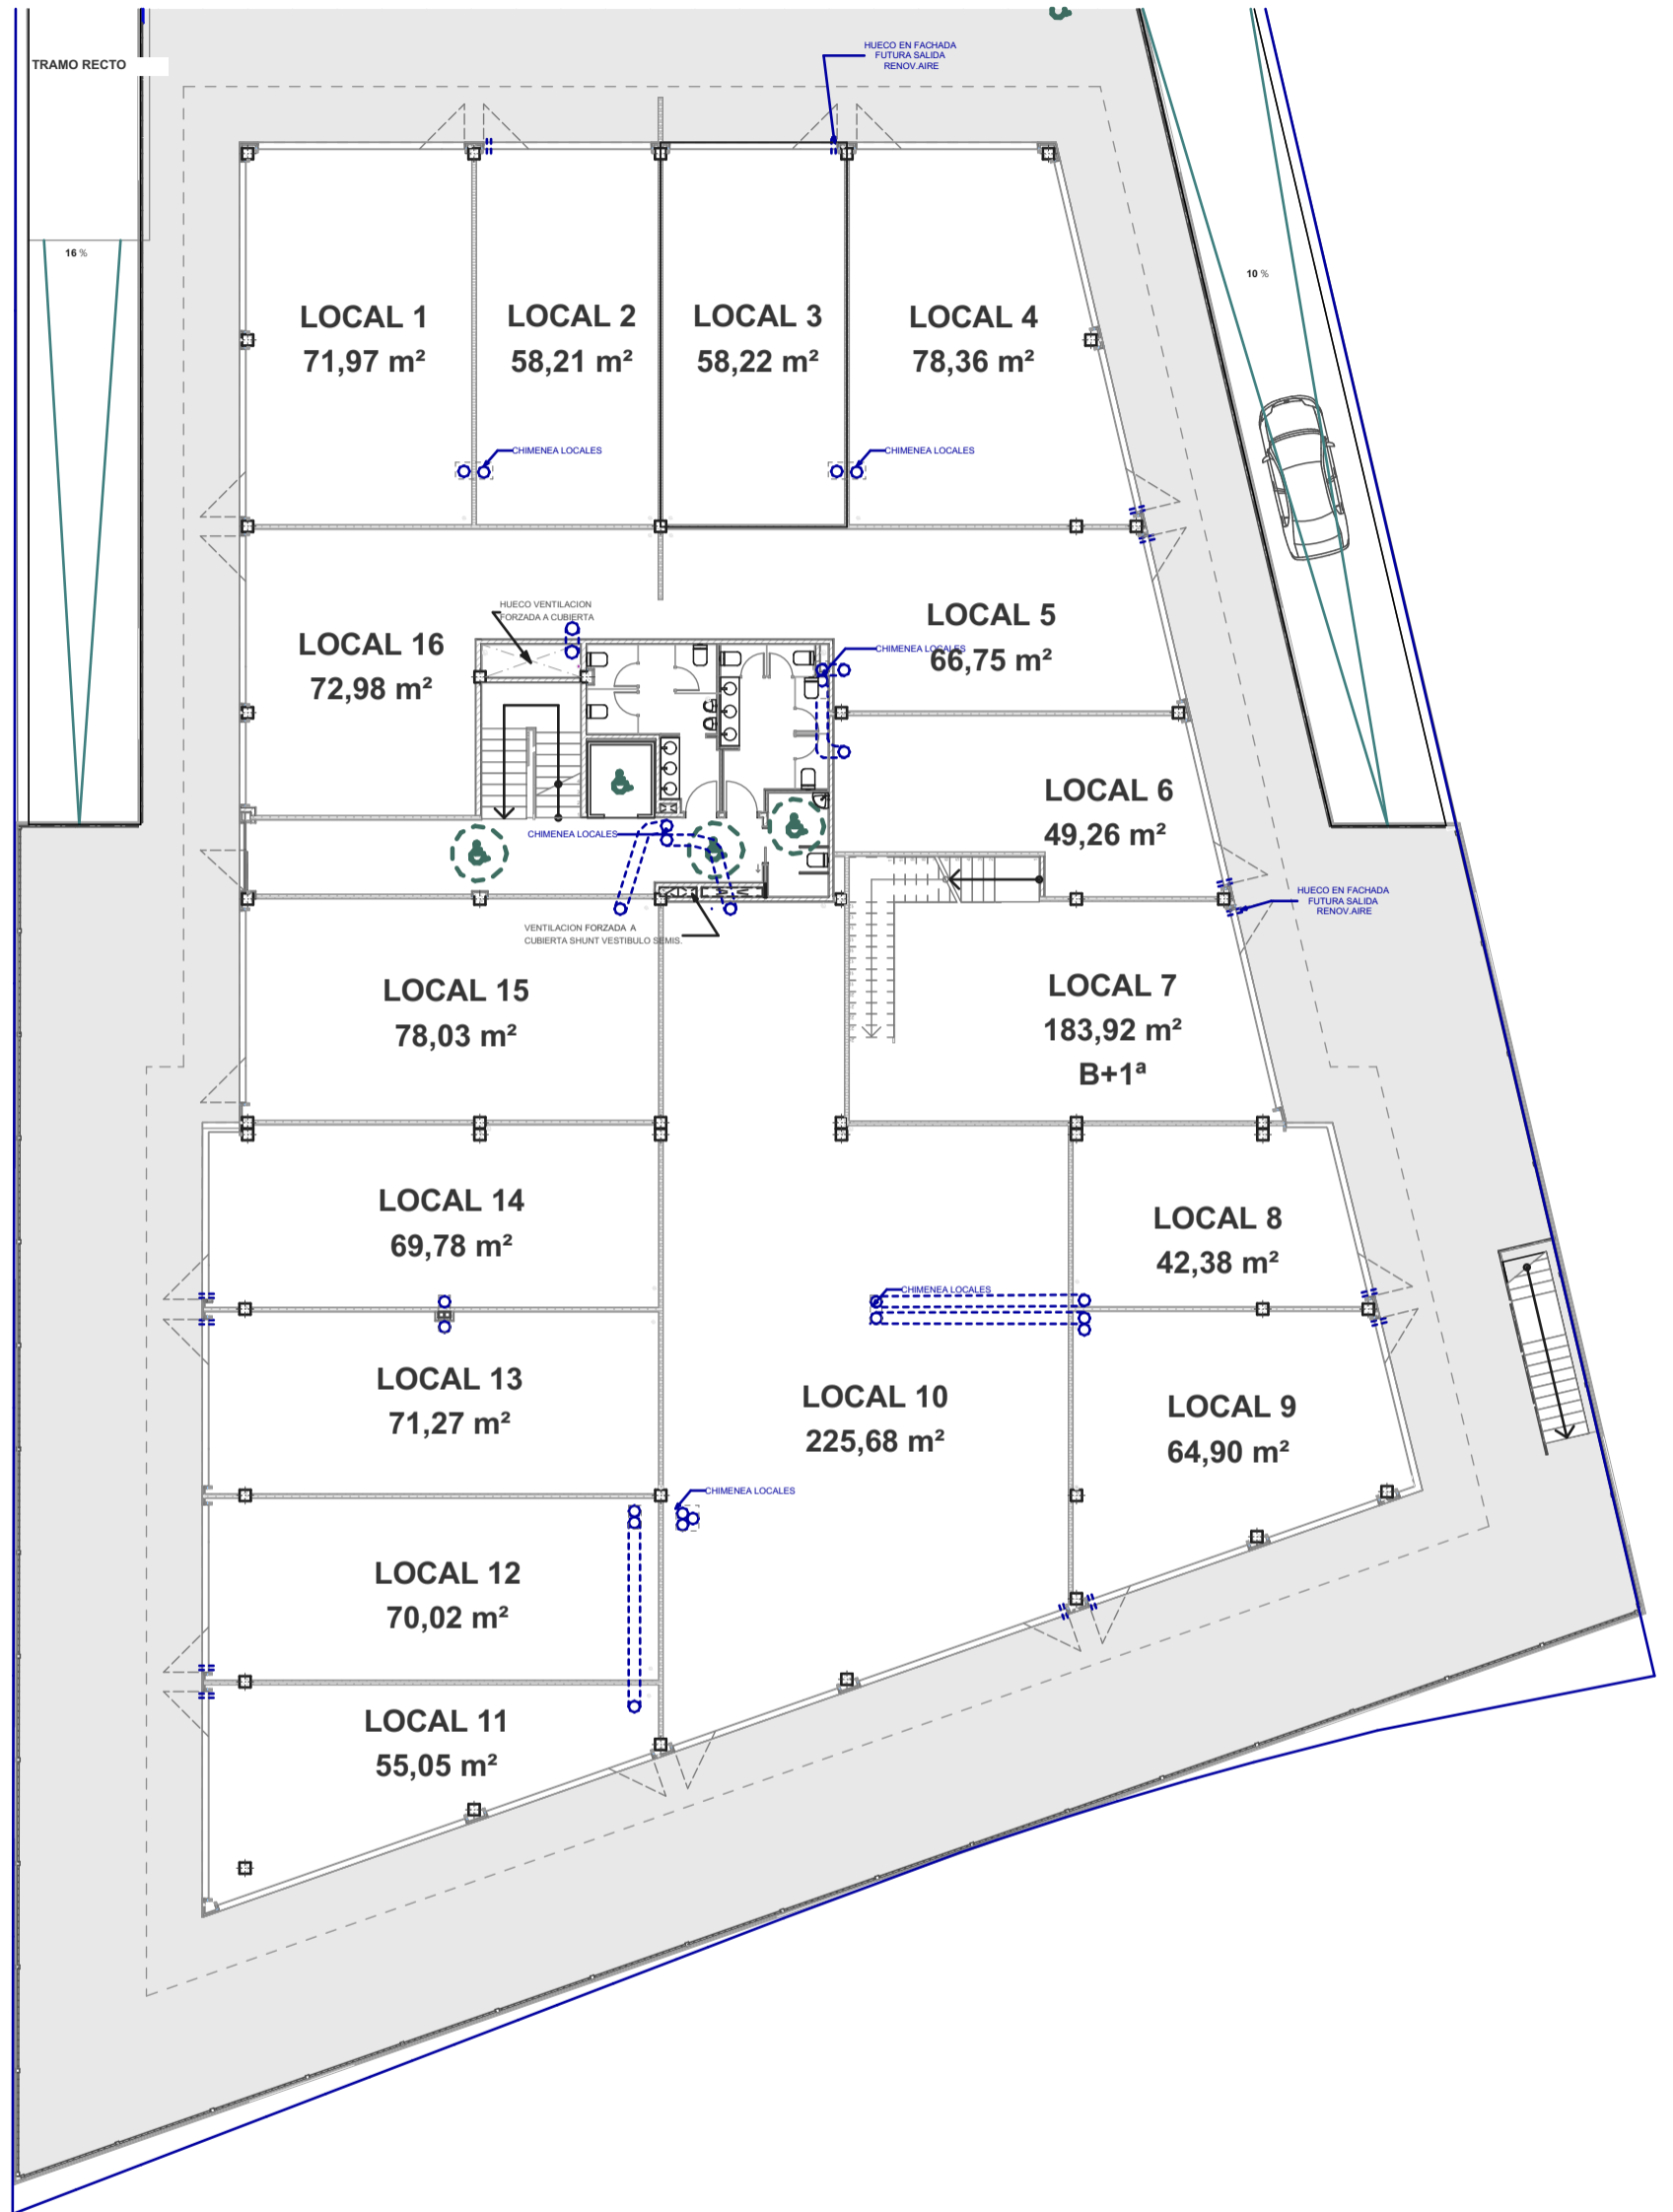 HUECO EN FACHADA
FUTURA SALIDA
RENOV.AIRE
TRAMO RECTO
16 %
10 %
LOCAL 1
71,97 m²
LOCAL 2
58,21 m²
LOCAL 3
58,22 m²
LOCAL 4
78,36 m²
CHIMENEA LOCALES
CHIMENEA LOCALES
HUECO VENTILACION
FORZADA A CUBIERTA
LOCAL 16
72,98 m²
LOCAL 5
66,75 m²
CHIMENEA LOCALES
LOCAL 6
49,26 m²
CHIMENEA LOCALES
HUECO EN FACHADA
FUTURA SALIDA
RENOV.AIRE
VENTILACION FORZADA A
CUBIERTA SHUNT VESTIBULO SEMIS.
LOCAL 15
78,03 m²
LOCAL 7
183,92 m²
B+1ª
LOCAL 14
69,78 m²
LOCAL 8
42,38 m²
CHIMENEA LOCALES
LOCAL 13
71,27 m²
LOCAL 10
225,68 m²
LOCAL 9
64,90 m²
CHIMENEA LOCALES
LOCAL 12
70,02 m²
LOCAL 11
55,05 m²